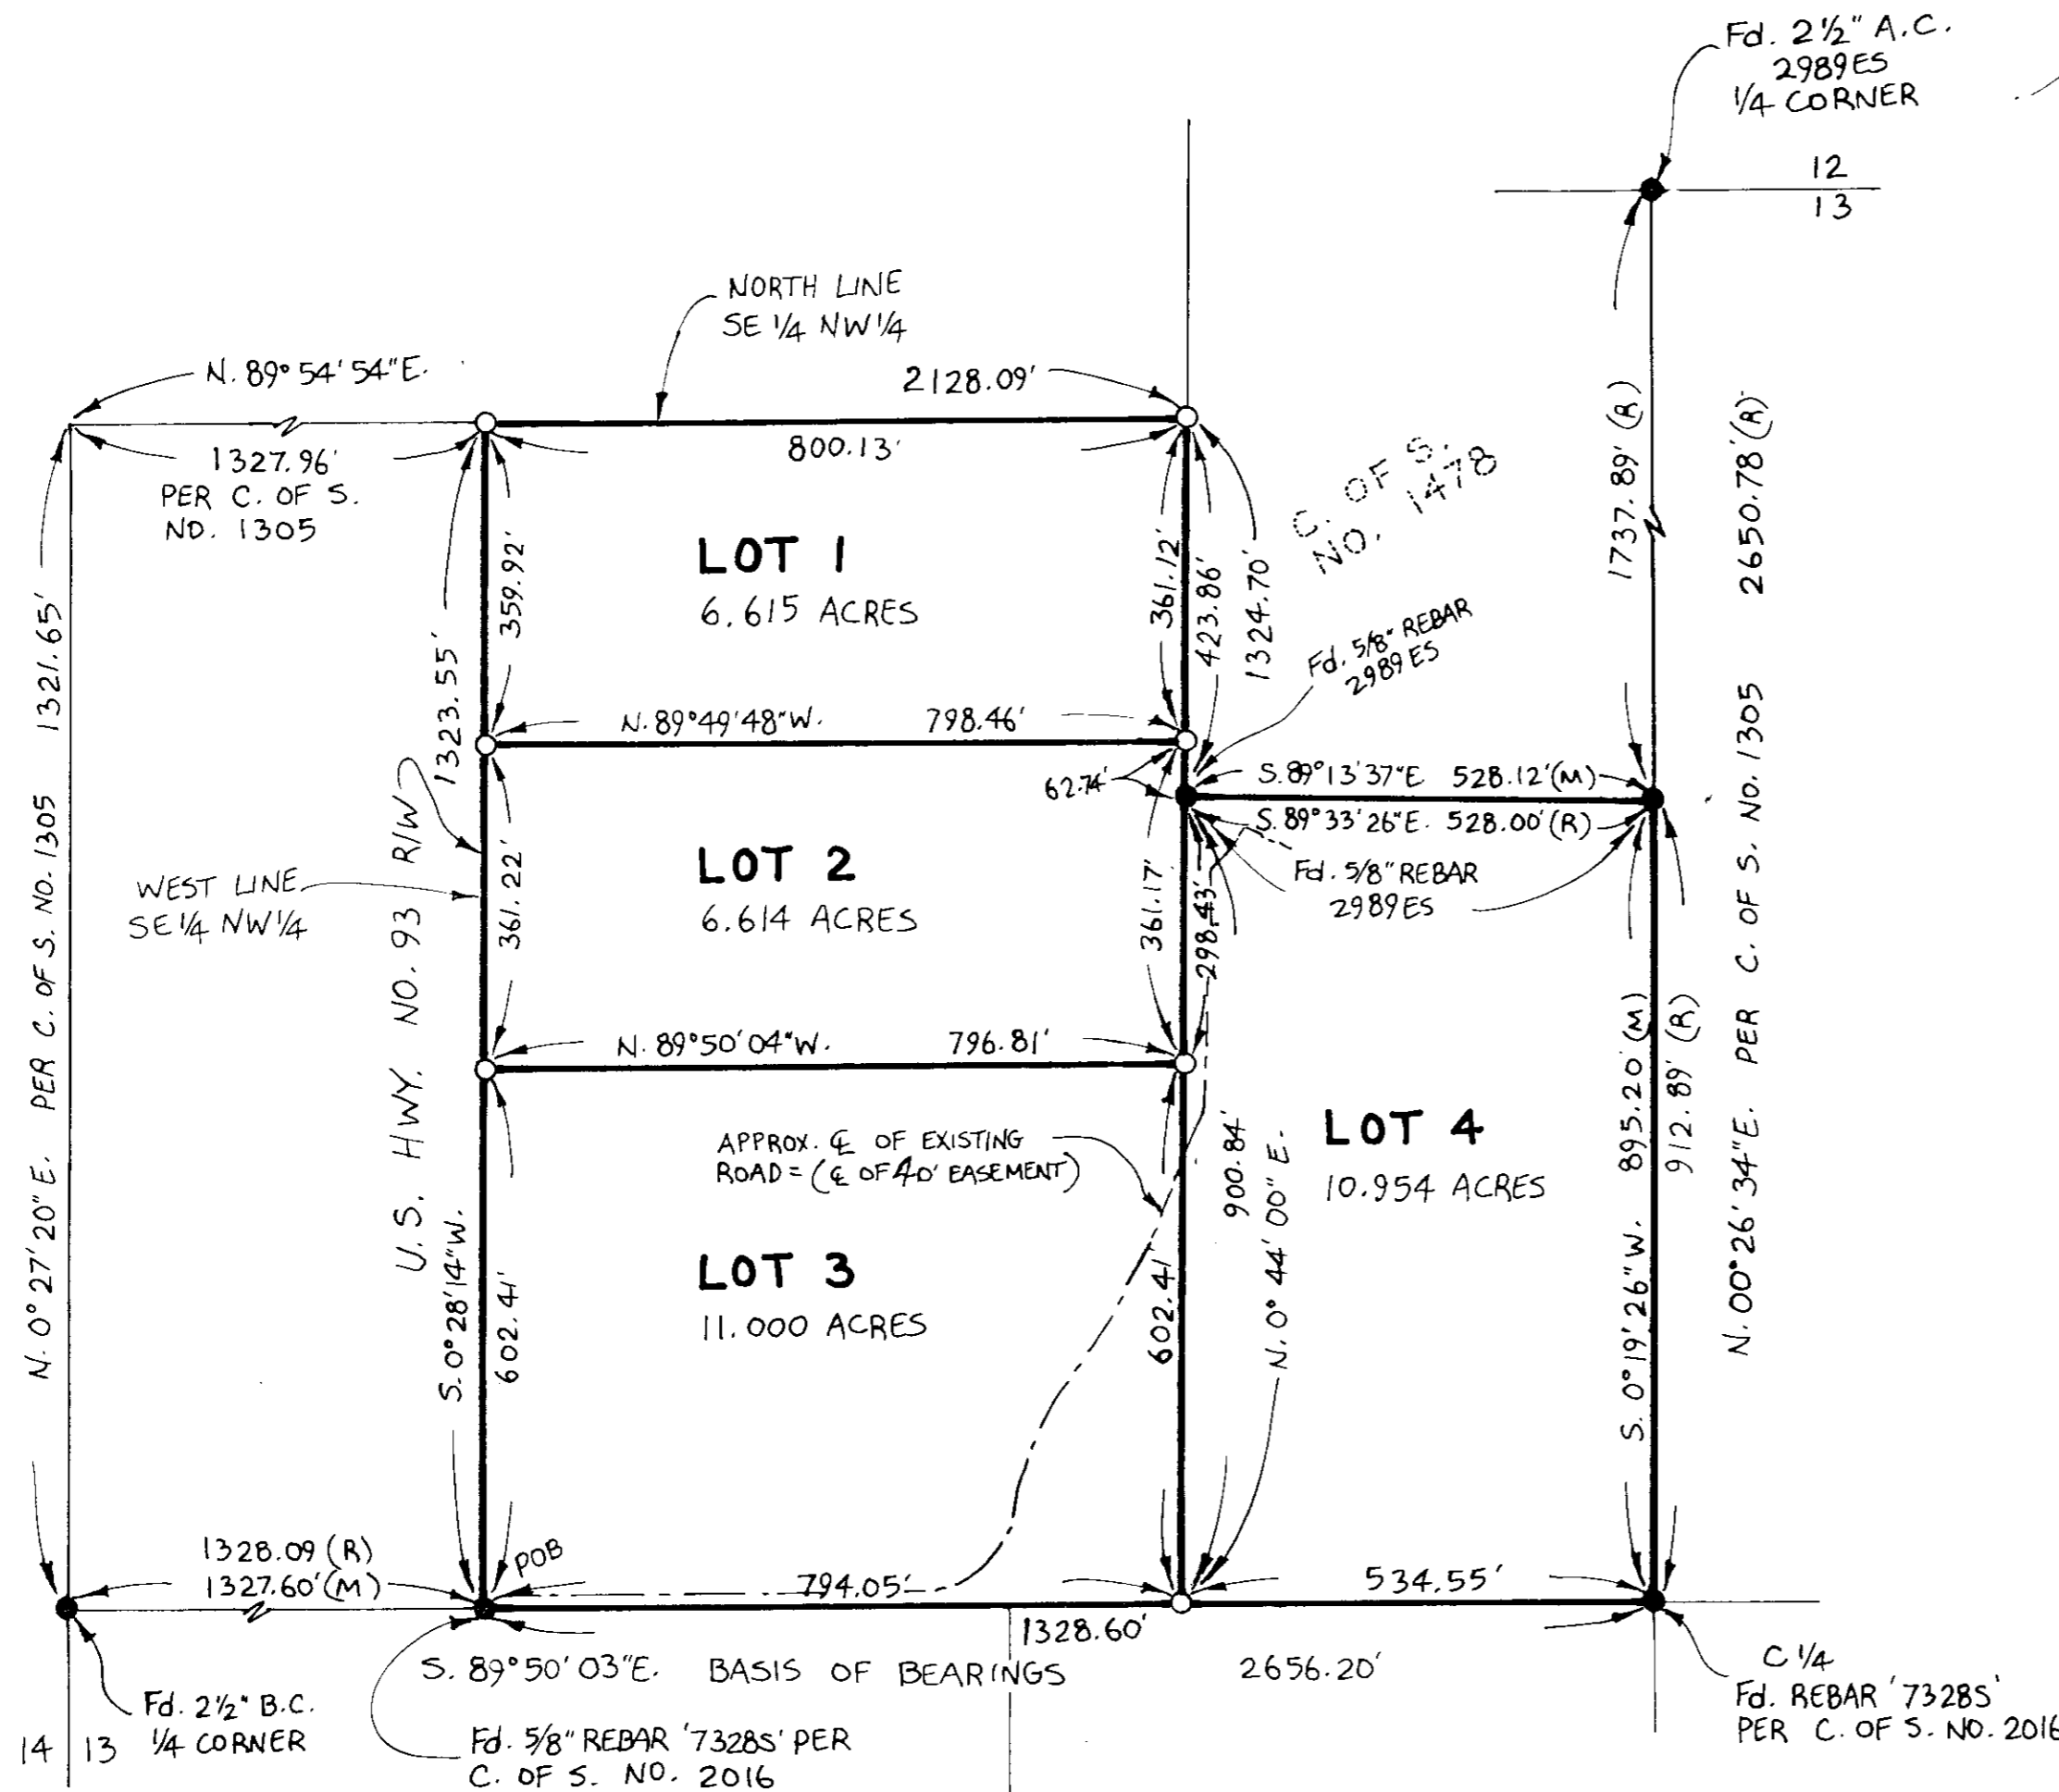 Fd. 2½" A.C.
2989ES
1/4 CORNER
12
13
NORTH LINE
SE 1/4 NW 1/4
N. 89° 54' 54"E.
2128.09'
1327.96'
PER C. OF S.
NO. 1305
800.13'
C. OF S.
NO. 1478
1737.89' (R)
2650.78' (R)
N. 00° 26' 34"E. PER C. OF S. No. 1305
N. 0° 27' 20"E. PER C. OF S. NO. 1305 1321.65'
1323.55'
359.92'
LOT 1
6.615 ACRES
361.12'
423.86'
1324.70'
Fd. 5/8" REBAR
2989 ES
N. 89°49'48"W. 798.46'
62.74'
S. 89°13'37"E 528.12'(M)
S. 89°33'26"E. 528.00'(R)
Fd. 5/8" REBAR
2989ES
WEST LINE
SE 1/4 NW 1/4
U.S. HWY. NO. 93 R/W
361.22'
LOT 2
6.614 ACRES
361.17'
298.43'
N. 89°50'04"W. 796.81'
APPROX. ℄ OF EXISTING
ROAD = (℄ OF 40' EASEMENT)
LOT 4
10.954 ACRES
900.84'
N. 0° 44' 00" E.
S. 0° 19' 26" W. 895.20' (M)
912.89' (R)
S. 0° 28' 14" W.
602.41'
LOT 3
11.000 ACRES
602.41'
1328.09 (R)
1327.60' (M)
POB
794.05'
534.55'
1328.60'
S. 89° 50' 03"E. BASIS OF BEARINGS 2656.20'
Fd. 2½" B.C.
1/4 CORNER
14 13
Fd. 5/8" REBAR '7328S' PER
C. OF S. NO. 2016
C 1/4
Fd. REBAR '7328S'
PER C. OF S. NO. 2016